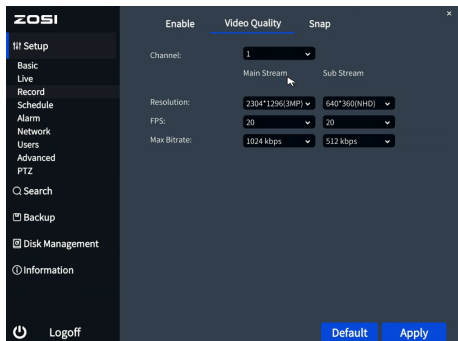 ZOSI
Enable Video Quality Snap
×
Setup
Basic
Live
Record
Schedule
Alarm
Network
Users
Advanced
PTZ
Search
Backup
Disk Management
Information
Logoff
Channel: 1
Main Stream Sub Stream
Resolution: 2304*1296(3MP) 640*360(NHD)
FPS: 20 20
Max Bitrate: 1024 kbps 512 kbps
Default Apply